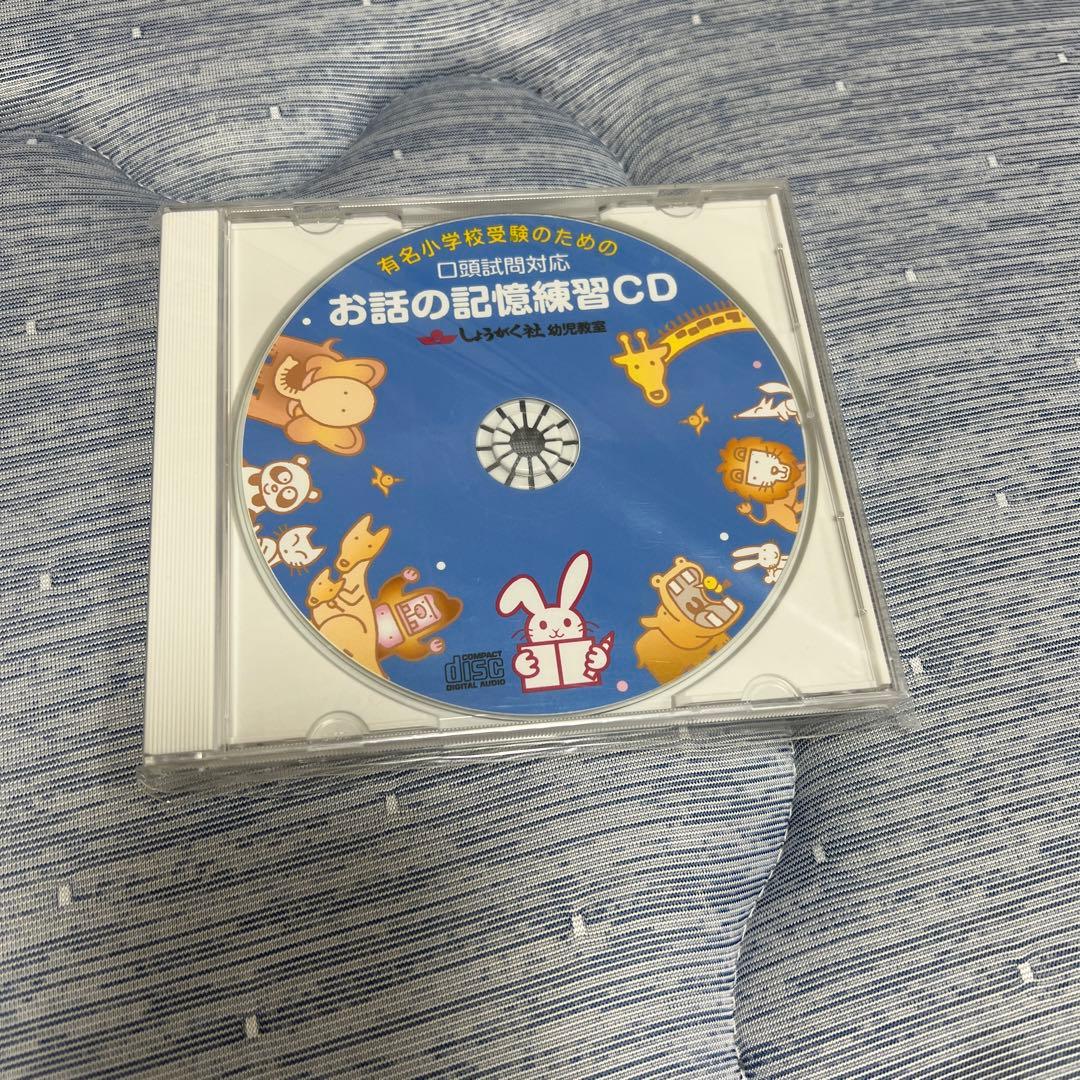 有名小学校受験のための
口頭試問対応
お話の記憶練習CD
しょうがく社 幼児教室
COMPACT
disc
DIGITAL AUDIO